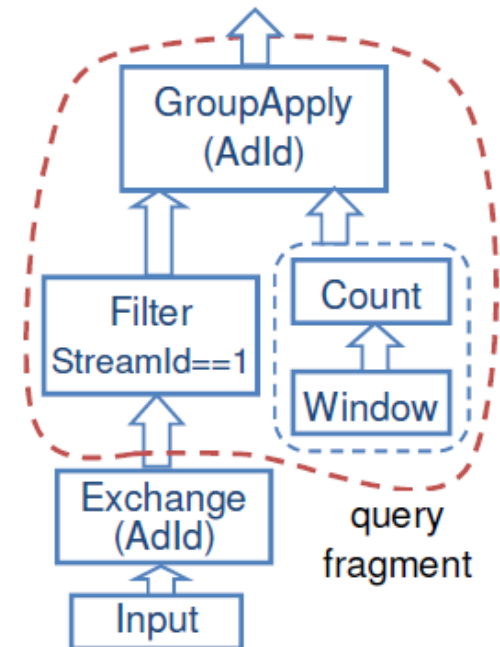 GroupApply
(AdId)
Filter
StreamId==1
Count
Window
Exchange
(AdId)
query
fragment
Input